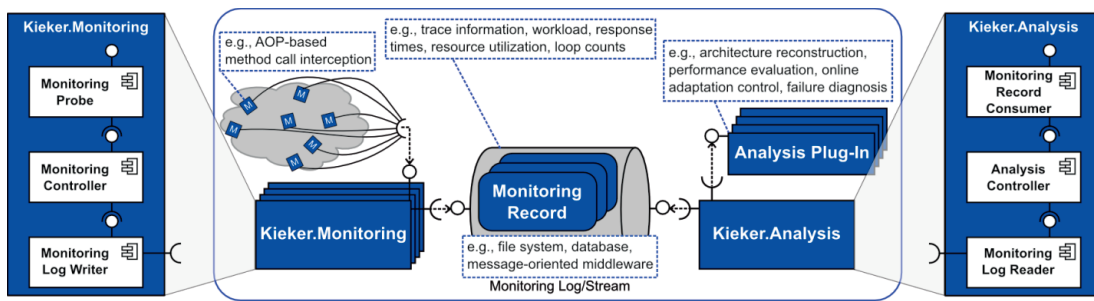 Kieker.Monitoring
Monitoring
Probe
Monitoring
Controller
Monitoring
Log Writer
e.g., AOP-based
method call interception
M
M
M
M
M
M
M
Kieker.Monitoring
e.g., trace information, workload, response
times, resource utilization, loop counts
Monitoring
Record
e.g., file system, database,
message-oriented middleware
Monitoring Log/Stream
e.g., architecture reconstruction,
performance evaluation, online
adaptation control, failure diagnosis
Analysis Plug-In
Kieker.Analysis
Kieker.Analysis
Monitoring
Record
Consumer
Analysis
Controller
Monitoring
Log Reader